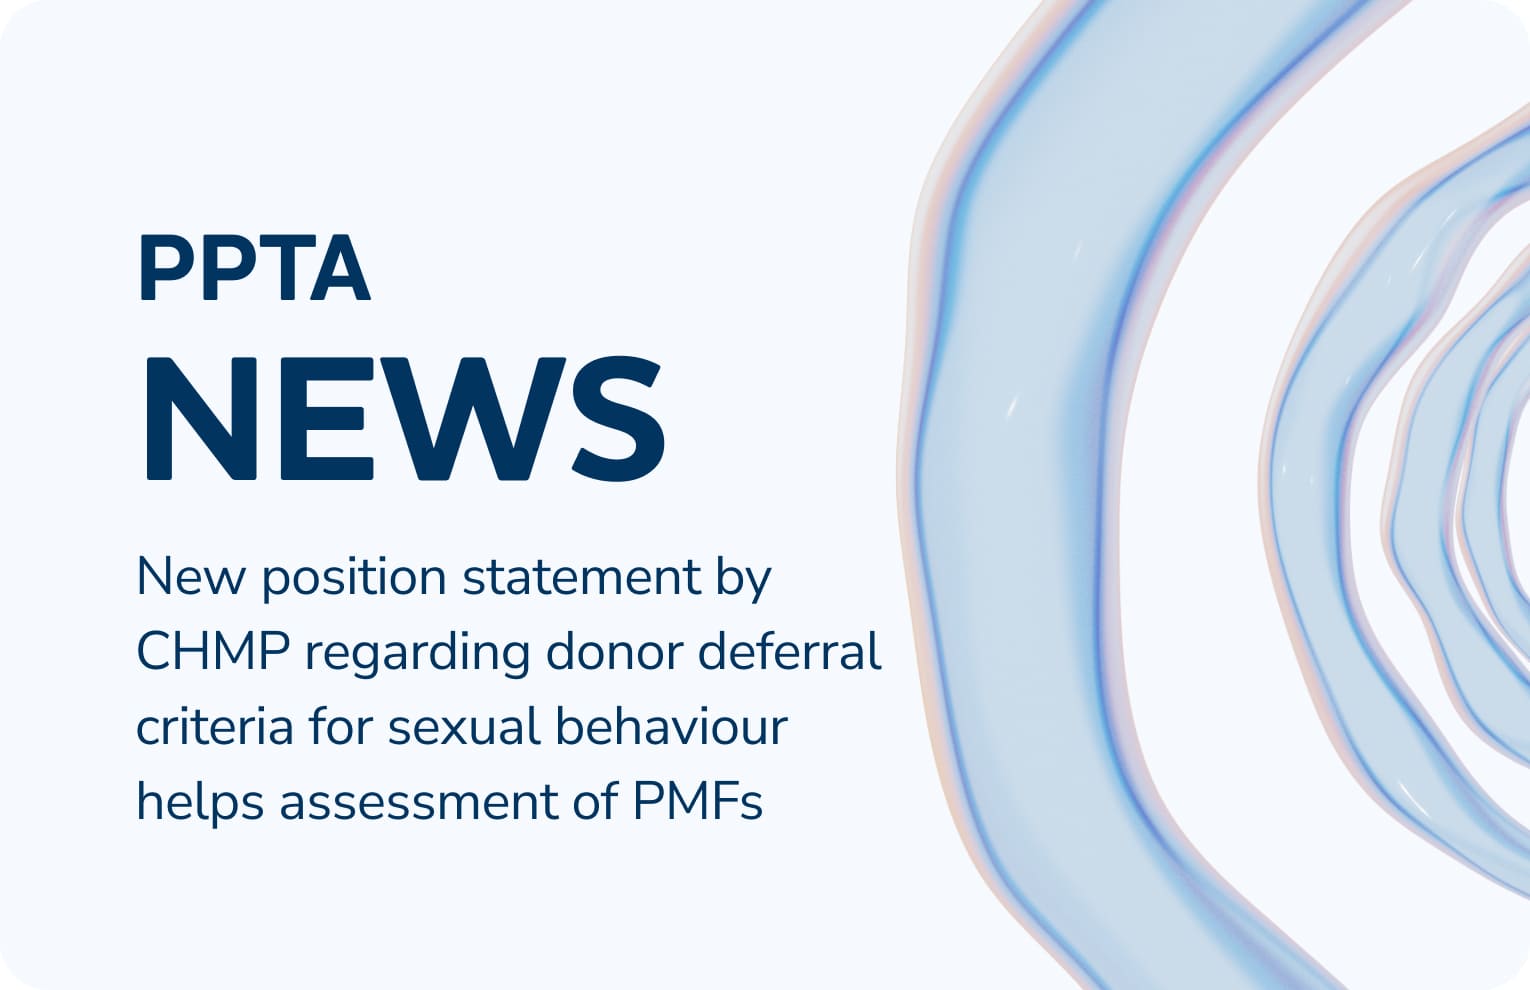 PPTA
NEWS
New position statement by
CHMP regarding donor deferral
criteria for sexual behaviour
helps assessment of PMFs